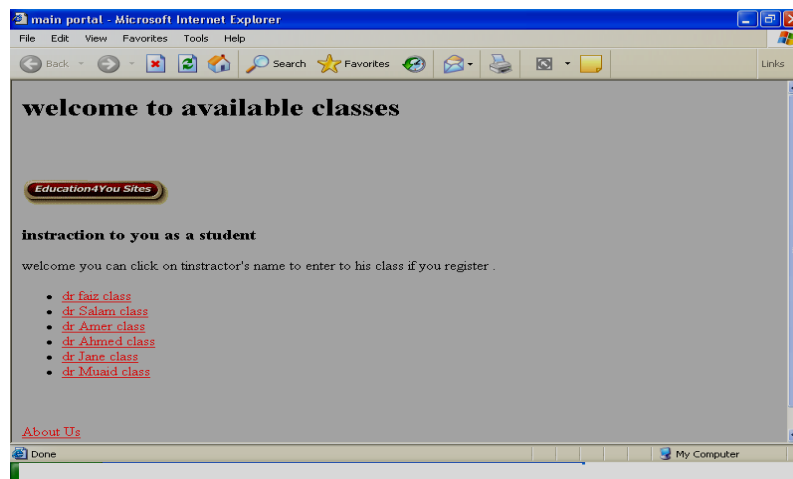 main portal - Microsoft Internet Explorer
File Edit View Favorites Tools Help
Back Search Favorites Links
welcome to available classes
Education4You Sites
instraction to you as a student
welcome you can click on tinstractor's name to enter to his class if you register .
dr faiz class
dr Salam class
dr Amer class
dr Ahmed class
dr Jane class
dr Muaid class
About Us
Done My Computer